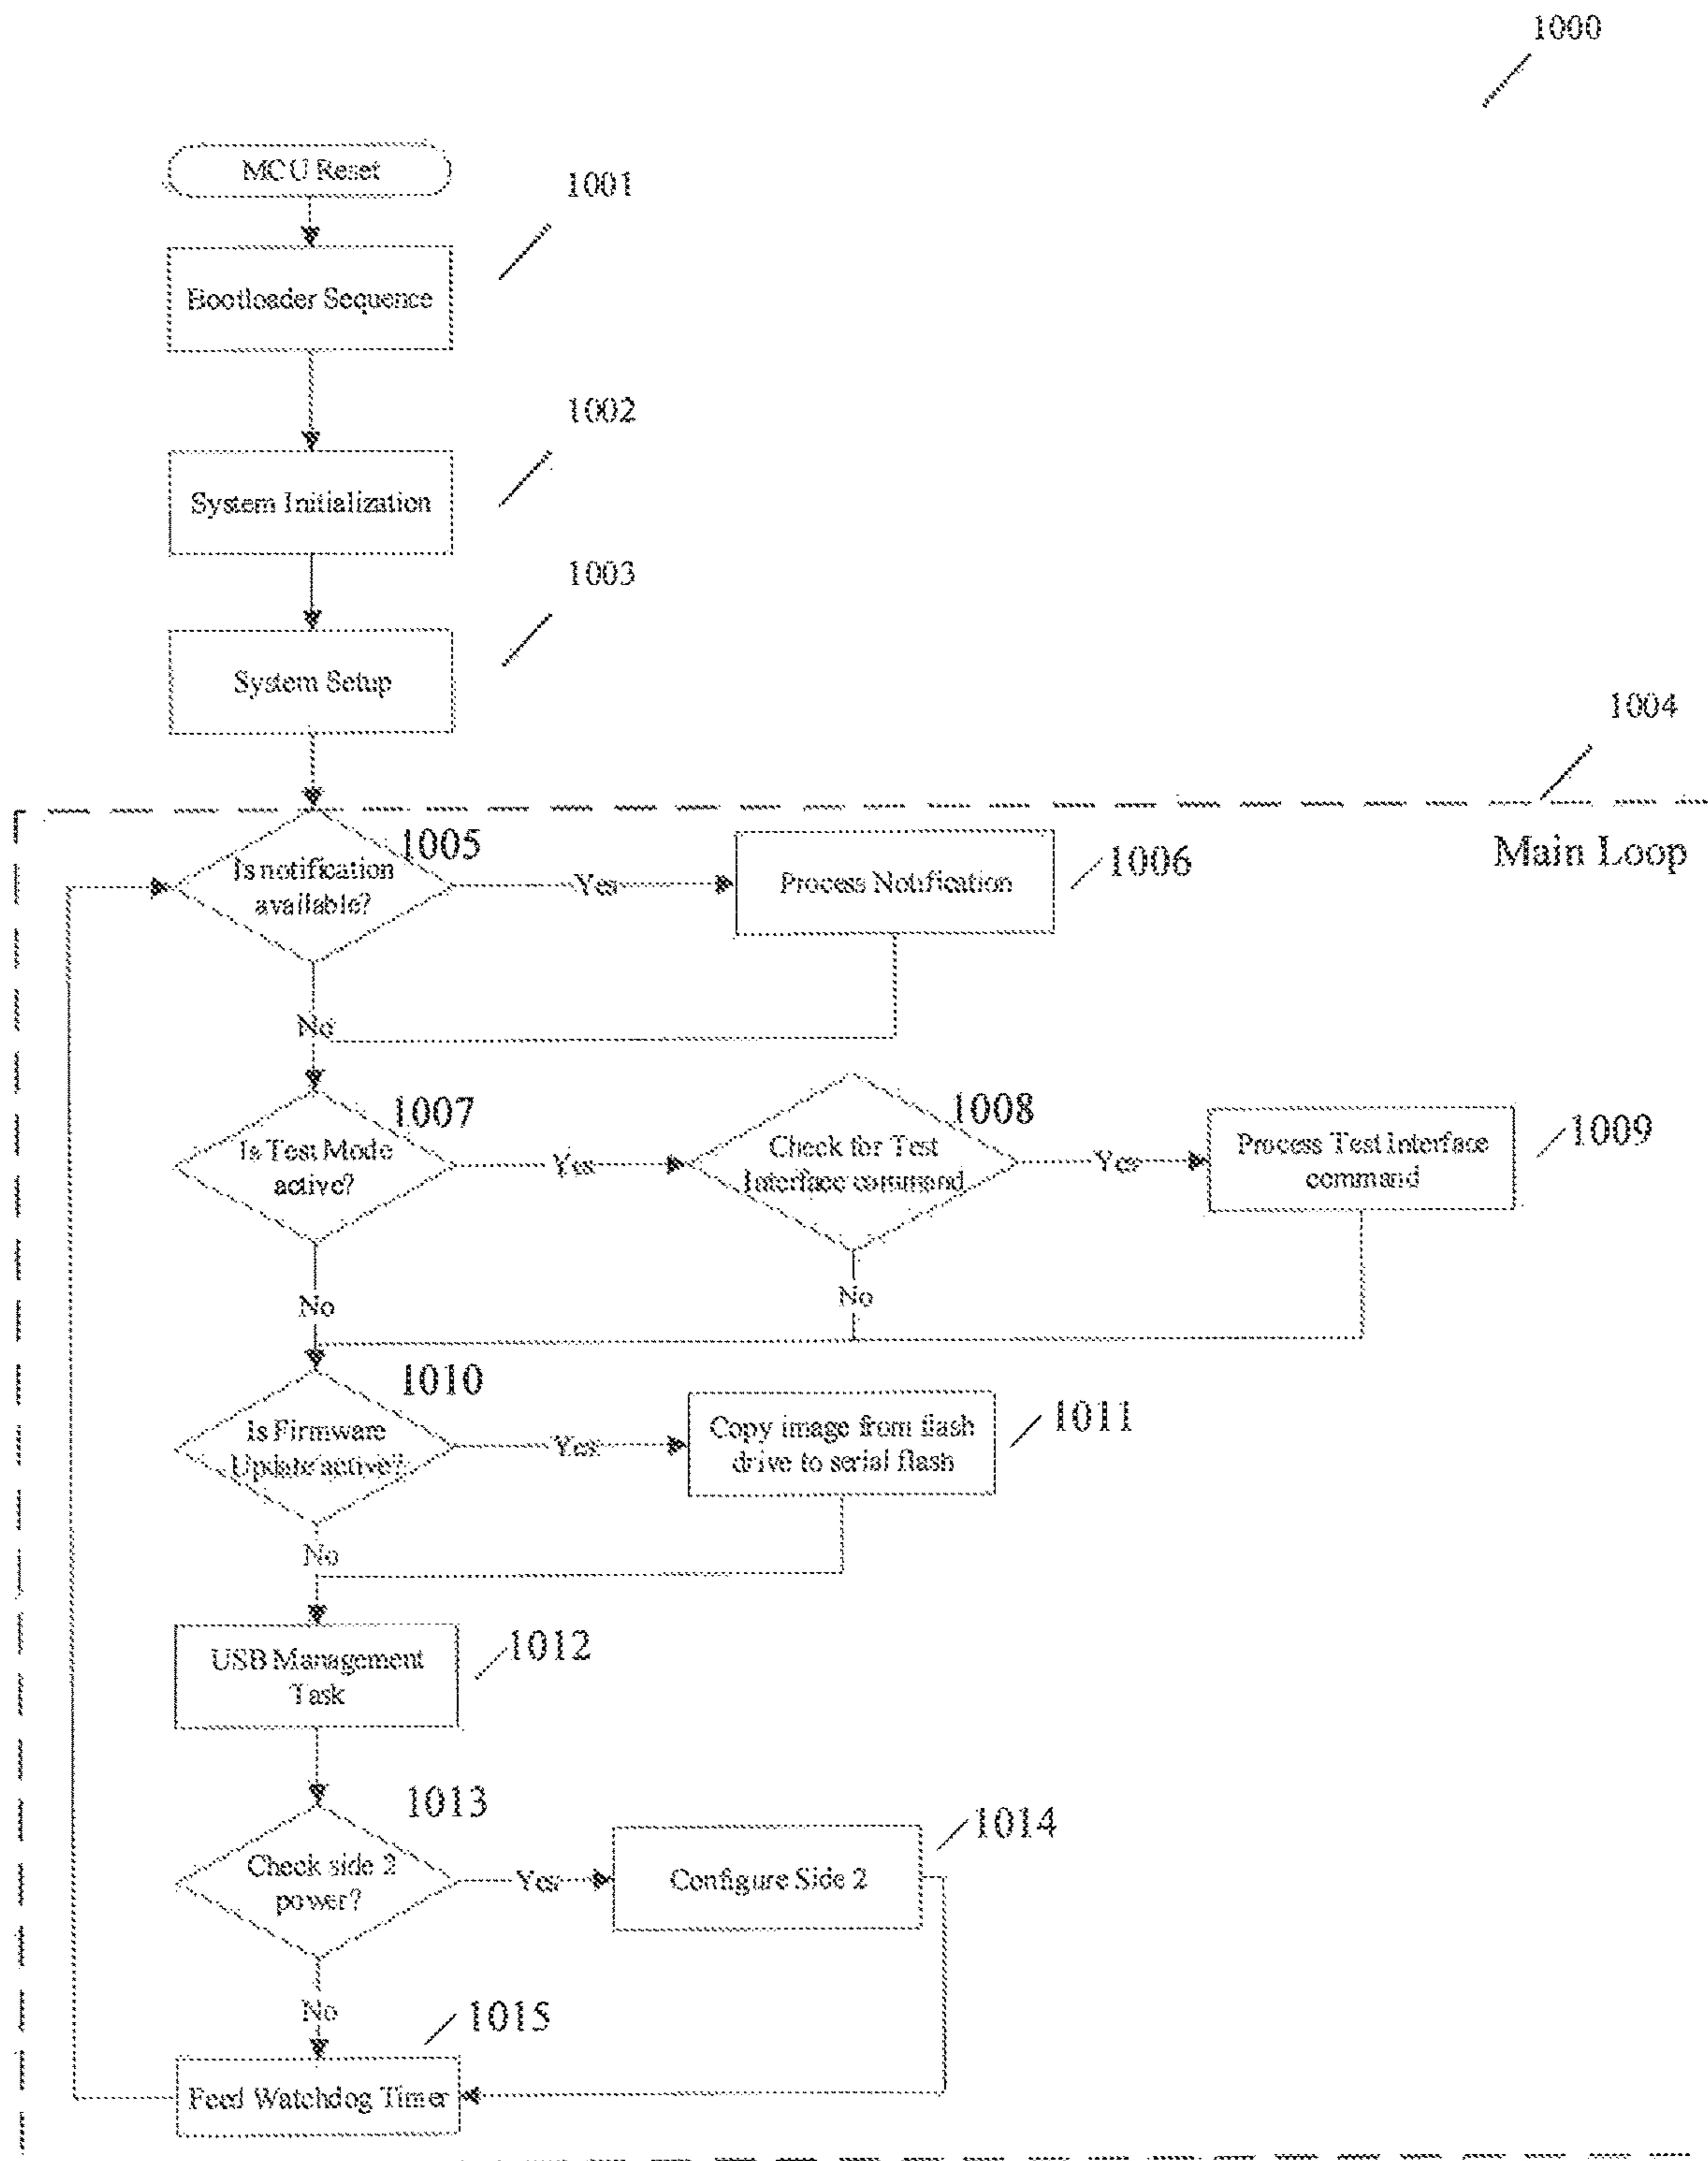 1000
MCU Reset
1001
Bootloader Sequence
1002
System Initialization
1003
System Setup
1004
Main Loop
1005
Is notification
available?
Yes
Process Notification
1006
No
1007
Is Test Mode
active?
Yes
1008
Check for Test
Interface command
Yes
Process Test Interface
command
1009
No
No
1010
Is Firmware
Update active?
Yes
Copy image from flash
drive to serial flash
1011
No
USB Management
Task
1012
1013
Check side 2
power?
Yes
Configure Side 2
1014
No
1015
Feed Watchdog Timer